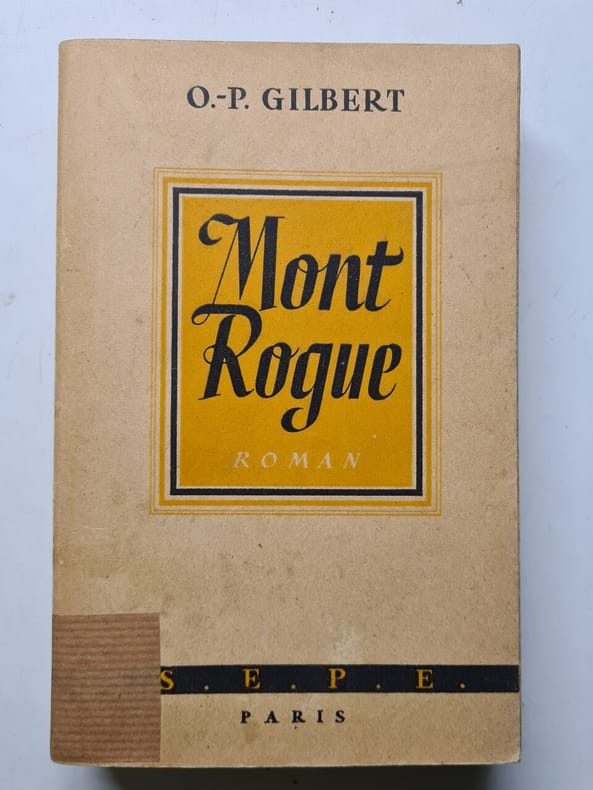 O.-P. GILBERT
Mont
Rogue
ROMAN
S.E.P.E.
PARIS